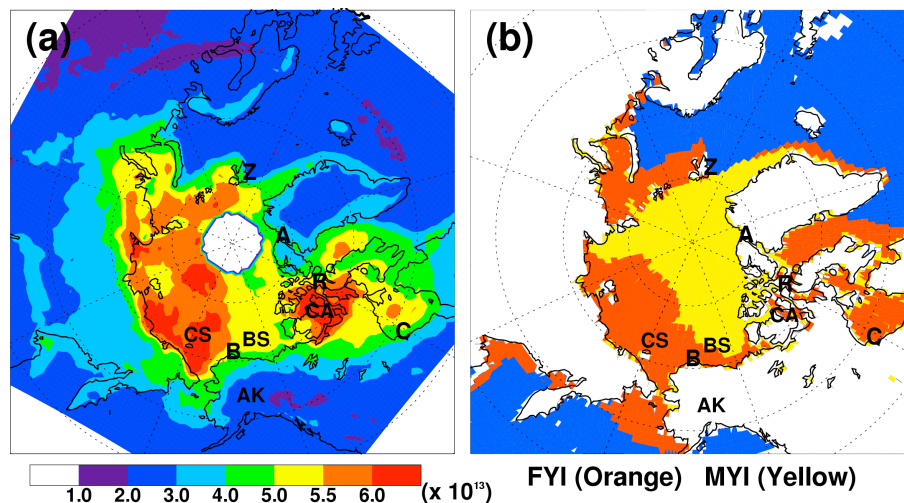 (a)
Z
A
R
CA
C
CS
BS
B
AK
1.0 2.0 3.0 4.0 5.0 5.5 6.0 (x 10¹³)
(b)
Z
A
R
CA
C
CS
BS
B
AK
FYI (Orange) MYI (Yellow)